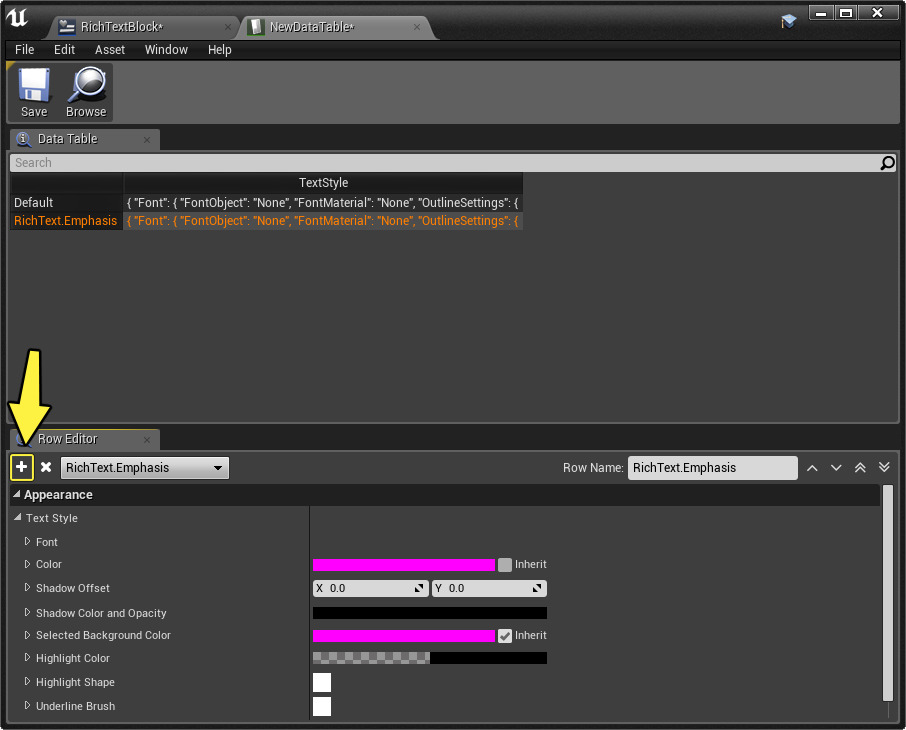 RichTextBlock* NewDataTable*
File Edit Asset Window Help
Save Browse
Data Table
Search
TextStyle
Default { "Font": { "FontObject": "None", "FontMaterial": "None", "OutlineSettings": {
RichText.Emphasis { "Font": { "FontObject": "None", "FontMaterial": "None", "OutlineSettings": {
Row Editor
RichText.Emphasis Row Name: RichText.Emphasis
Appearance
Text Style
Font
Color Inherit
Shadow Offset X 0.0 Y 0.0
Shadow Color and Opacity
Selected Background Color Inherit
Highlight Color
Highlight Shape
Underline Brush